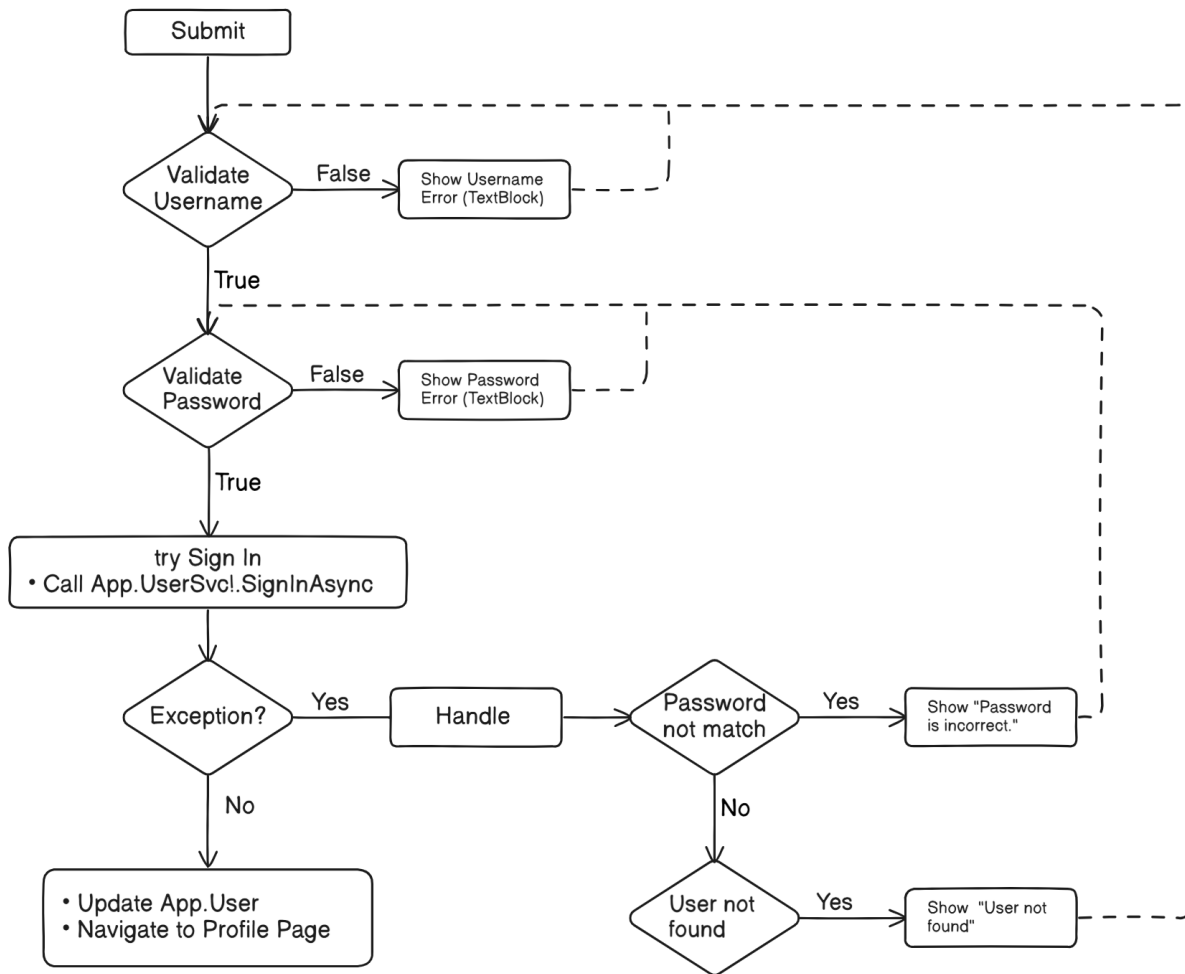 Submit
Validate
Username
False
Show Username
Error (TextBlock)
True
Validate
Password
False
Show Password
Error (TextBlock)
True
try Sign In
• Call App.UserSvc!.SignInAsync
Exception?
Yes
Handle
Password
not match
Yes
Show "Password
is incorrect."
No
No
• Update App.User
• Navigate to Profile Page
User not
found
Yes
Show "User not
found"